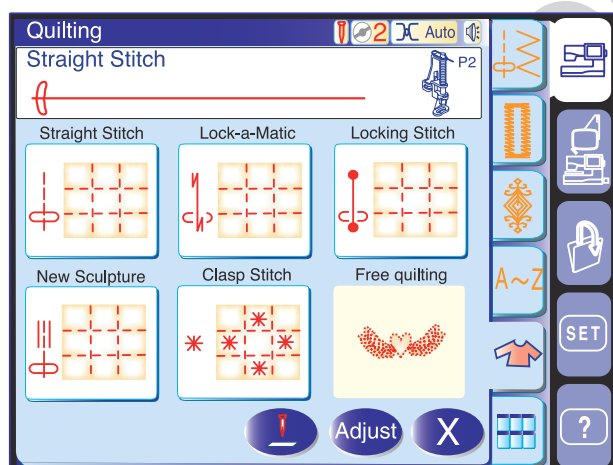 Quilting
2 Auto
Straight Stitch
P2
Straight Stitch Lock-a-Matic Locking Stitch
New Sculpture Clasp Stitch Free quilting
A~Z
SET
Adjust X
?